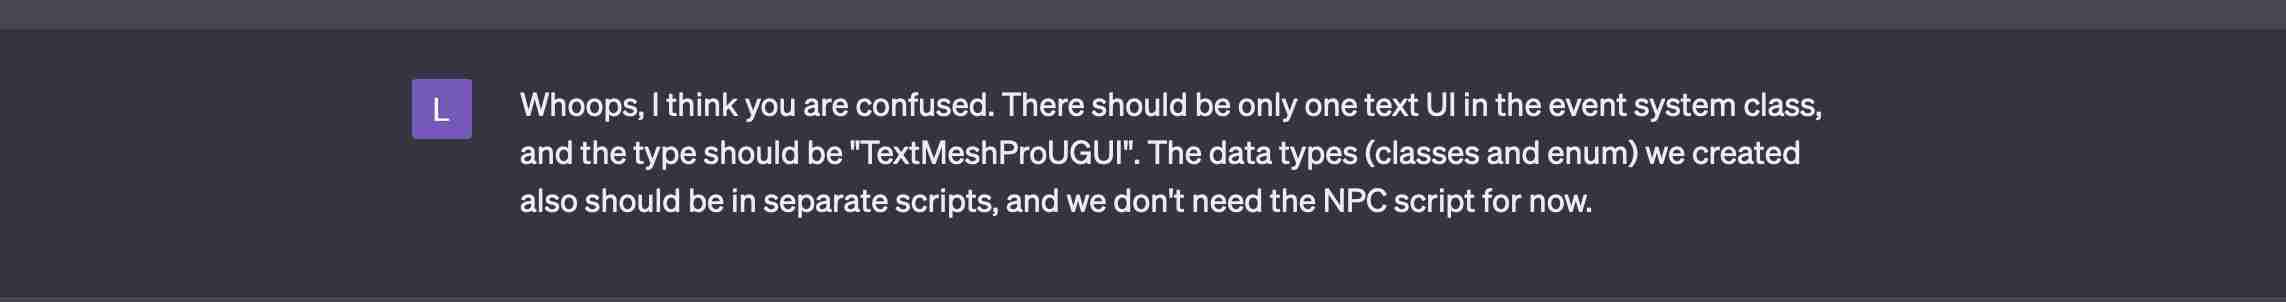 L
Whoops, I think you are confused. There should be only one text UI in the event system class,
and the type should be "TextMeshProUGUI". The data types (classes and enum) we created
also should be in separate scripts, and we don't need the NPC script for now.